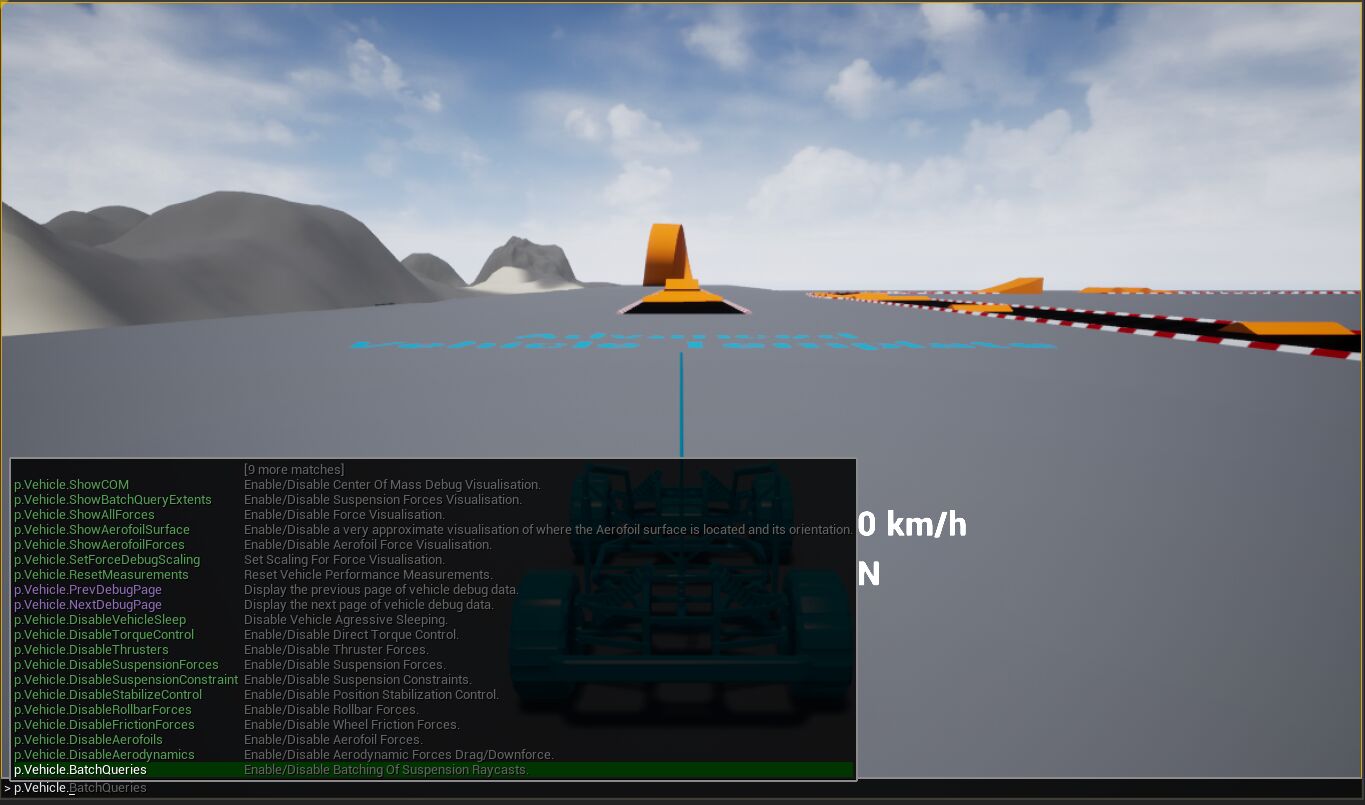 Advanced
Vehicle Template
[9 more matches]
p.Vehicle.ShowCOM Enable/Disable Center Of Mass Debug Visualisation.
p.Vehicle.ShowBatchQueryExtents Enable/Disable Suspension Forces Visualisation.
p.Vehicle.ShowAllForces Enable/Disable Force Visualisation.
p.Vehicle.ShowAerofoilSurface Enable/Disable a very approximate visualisation of where the Aerofoil surface is located and its orientation.
p.Vehicle.ShowAerofoilForces Enable/Disable Aerofoil Force Visualisation.
p.Vehicle.SetForceDebugScaling Set Scaling For Force Visualisation.
p.Vehicle.ResetMeasurements Reset Vehicle Performance Measurements.
p.Vehicle.PrevDebugPage Display the previous page of vehicle debug data.
p.Vehicle.NextDebugPage Display the next page of vehicle debug data.
p.Vehicle.DisableVehicleSleep Disable Vehicle Agressive Sleeping.
p.Vehicle.DisableTorqueControl Enable/Disable Direct Torque Control.
p.Vehicle.DisableThrusters Enable/Disable Thruster Forces.
p.Vehicle.DisableSuspensionForces Enable/Disable Suspension Forces.
p.Vehicle.DisableSuspensionConstraint Enable/Disable Suspension Constraints.
p.Vehicle.DisableStabilizeControl Enable/Disable Position Stabilization Control.
p.Vehicle.DisableRollbarForces Enable/Disable Rollbar Forces.
p.Vehicle.DisableFrictionForces Enable/Disable Wheel Friction Forces.
p.Vehicle.DisableAerofoils Enable/Disable Aerofoil Forces.
p.Vehicle.DisableAerodynamics Enable/Disable Aerodynamic Forces Drag/Downforce.
p.Vehicle.BatchQueries Enable/Disable Batching Of Suspension Raycasts.
> p.Vehicle.BatchQueries
0 km/h
N